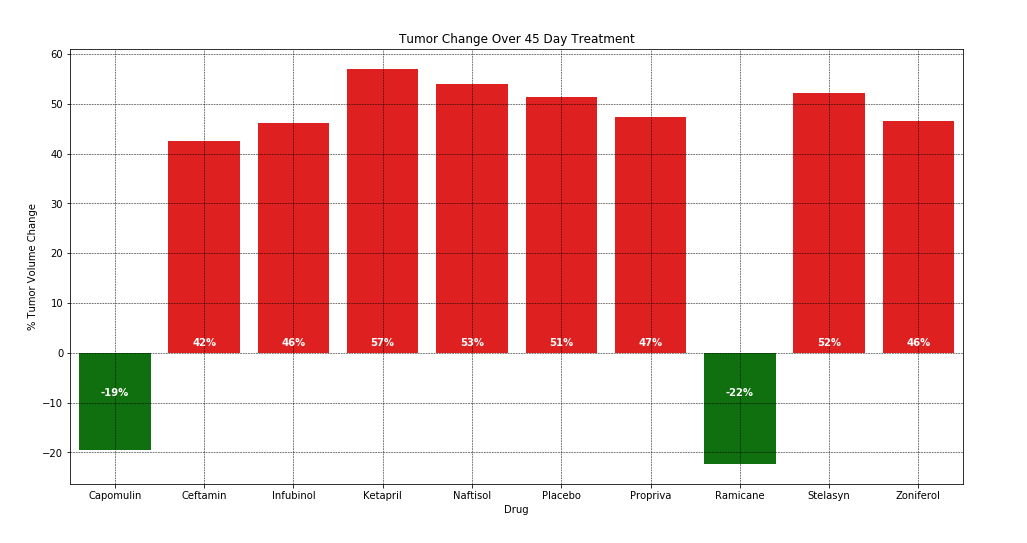 Tumor Change Over 45 Day Treatment
% Tumor Volume Change
60
50
40
30
20
10
0
−10
−20
42% 46% 57% 53% 51% 47% 52% 46%
-19% -22%
Capomulin Ceftamin Infubinol Ketapril Naftisol Placebo Propriva Ramicane Stelasyn Zoniferol
Drug